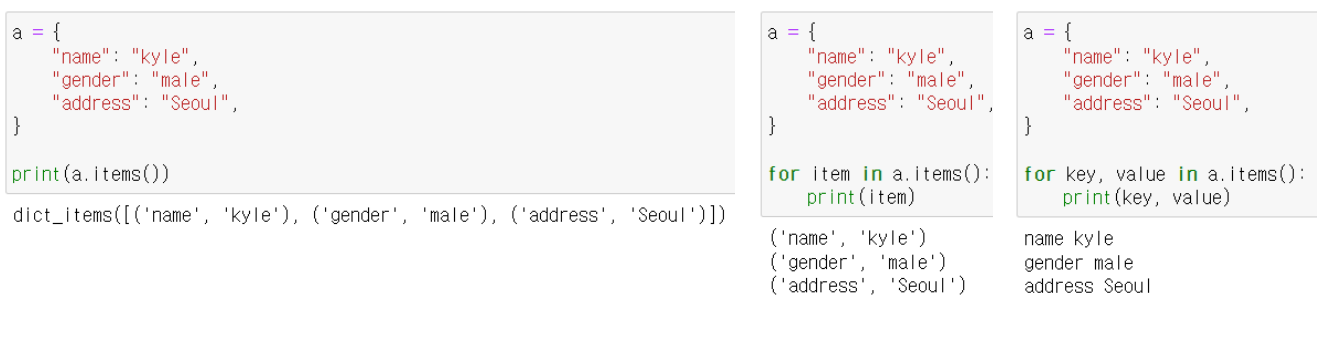 a = {
    "name": "kyle",
    "gender": "male",
    "address": "Seoul",
}
print(a.items())
dict_items([('name', 'kyle'), ('gender', 'male'), ('address', 'Seoul')])
a = {
    "name": "kyle",
    "gender": "male",
    "address": "Seoul",
}
for item in a.items():
    print(item)
('name', 'kyle')
('gender', 'male')
('address', 'Seoul')
a = {
    "name": "kyle",
    "gender": "male",
    "address": "Seoul",
}
for key, value in a.items():
    print(key, value)
name kyle
gender male
address Seoul